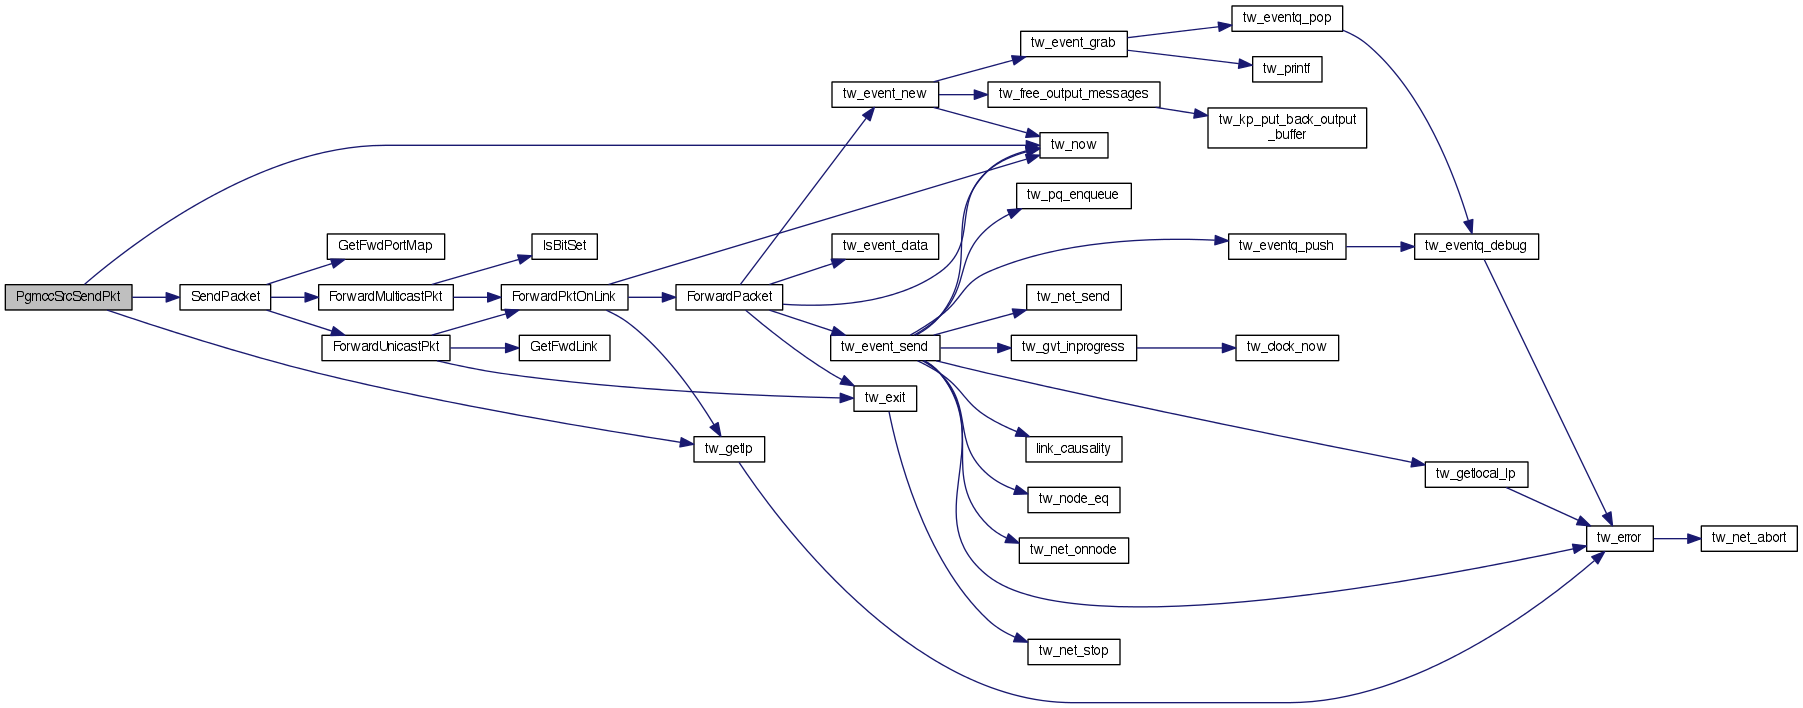 tw_eventq_pop
tw_event_grab
tw_printf
tw_event_new
tw_free_output_messages
tw_kp_put_back_output
_buffer
tw_now
tw_pq_enqueue
GetFwdPortMap
IsBitSet
tw_event_data
tw_eventq_push
tw_eventq_debug
PgmccSrcSendPkt
SendPacket
ForwardMulticastPkt
ForwardPktOnLink
ForwardPacket
tw_net_send
ForwardUnicastPkt
GetFwdLink
tw_event_send
tw_gvt_inprogress
tw_clock_now
tw_exit
tw_getlp
link_causality
tw_getlocal_lp
tw_node_eq
tw_error
tw_net_abort
tw_net_onnode
tw_net_stop